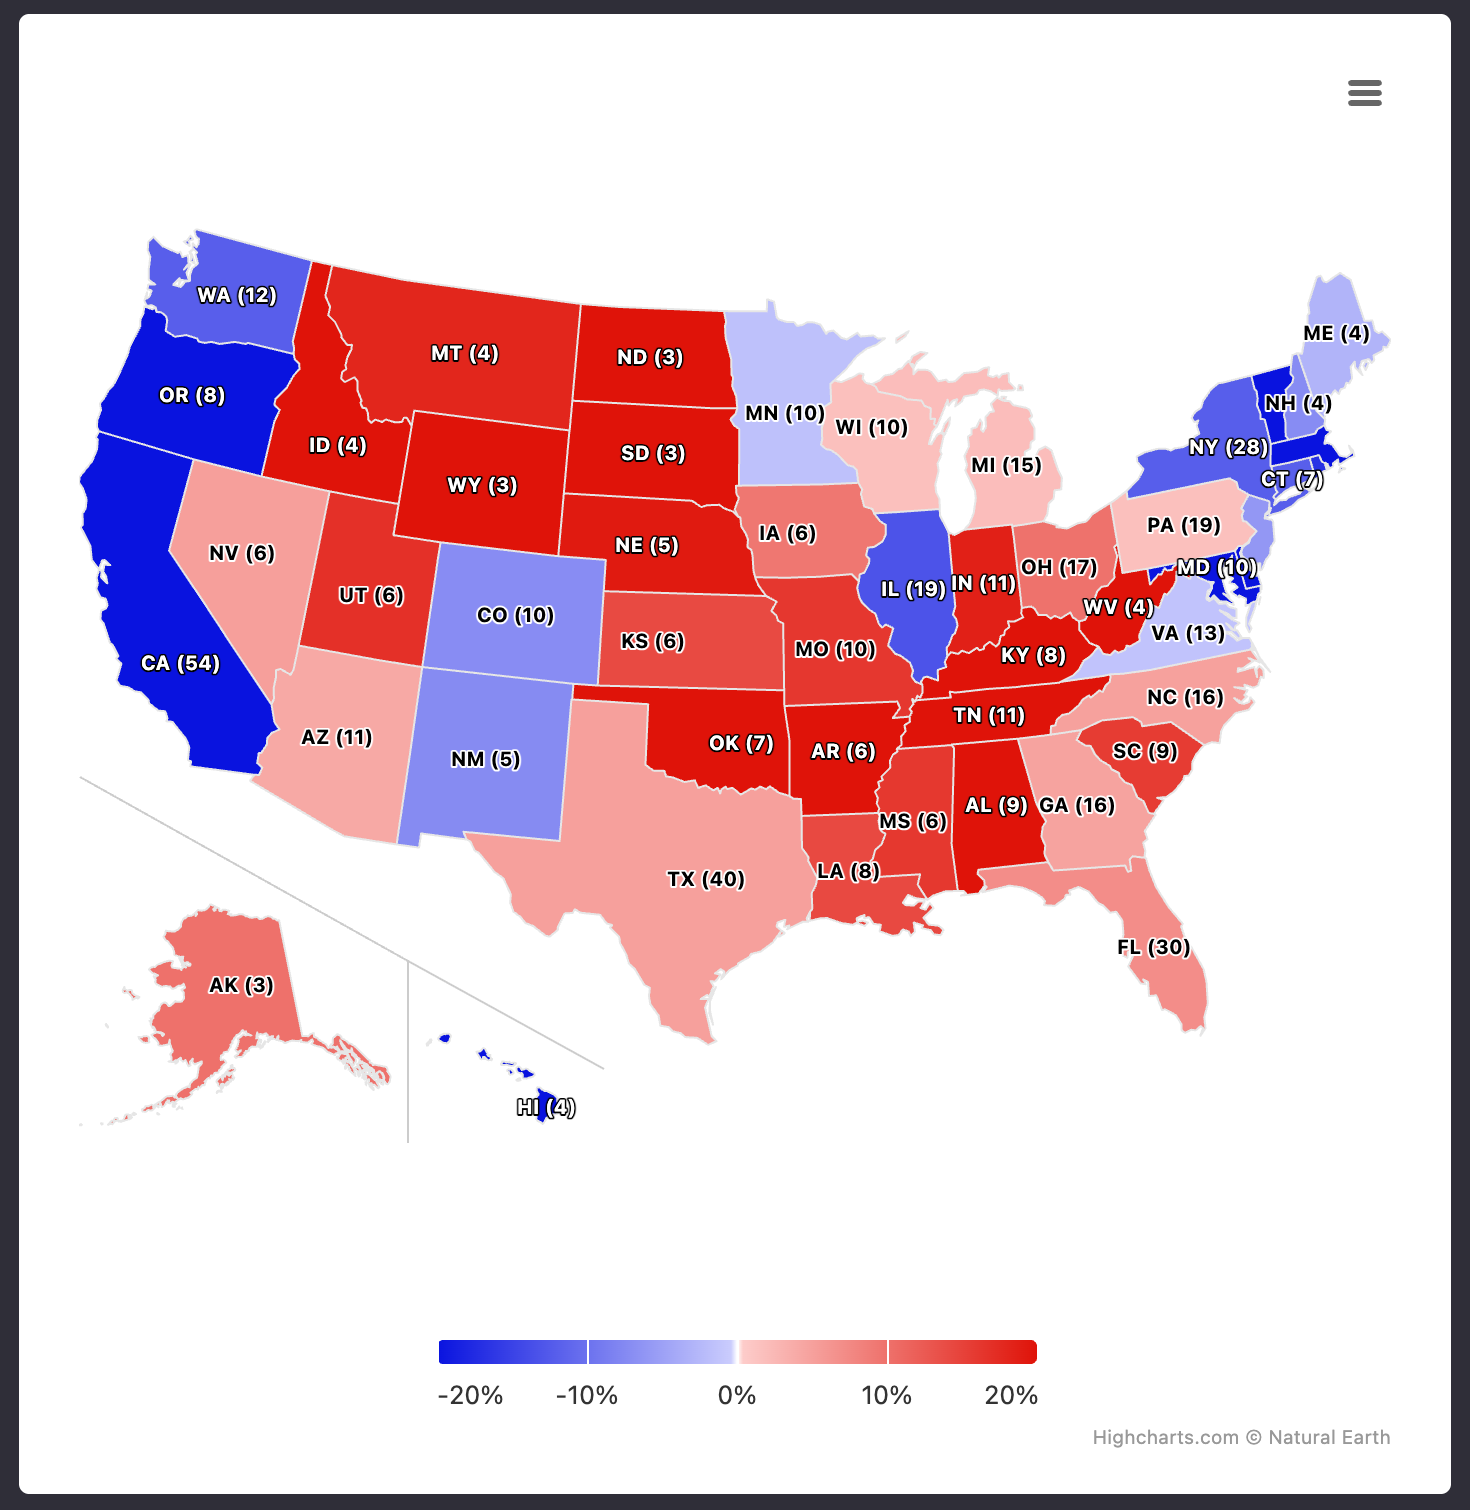 WA (12)
ME (4)
MT (4)
ND (3)
OR (8)
NH (4)
MN (10)
WI (10)
ID (4)
NY (28)
SD (3)
MI (15)
CT (7)
WY (3)
PA (19)
IA (6)
NE (5)
NV (6)
OH (17)
MD (10)
IN (11)
IL (19)
UT (6)
WV (4)
CO (10)
VA (13)
KS (6)
MO (10)
KY (8)
CA (54)
NC (16)
TN (11)
AZ (11)
OK (7)
AR (6)
SC (9)
NM (5)
AL (9)
GA (16)
MS (6)
LA (8)
TX (40)
FL (30)
AK (3)
HI (4)
-20% -10% 0% 10% 20%
Highcharts.com © Natural Earth